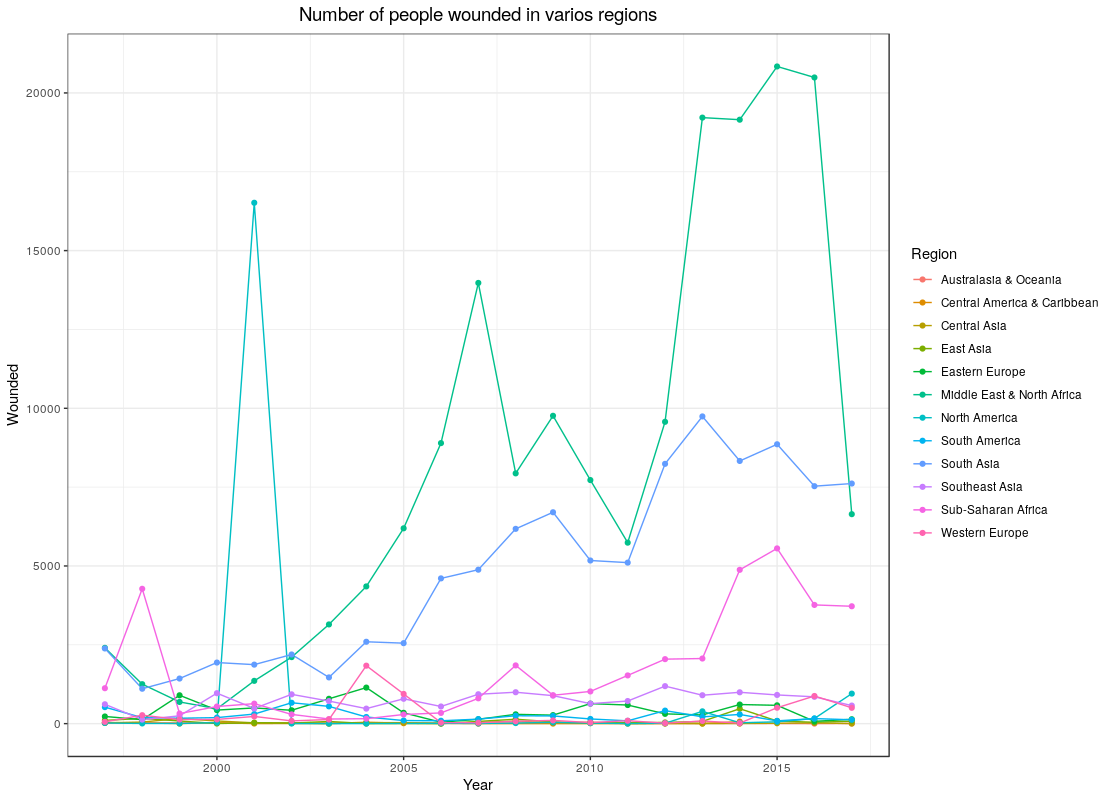 Number of people wounded in varios regions
20000
15000
10000
5000
0
Wounded
2000
2005
2010
2015
Year
Region
Australasia & Oceania
Central America & Caribbean
Central Asia
East Asia
Eastern Europe
Middle East & North Africa
North America
South America
South Asia
Southeast Asia
Sub-Saharan Africa
Western Europe